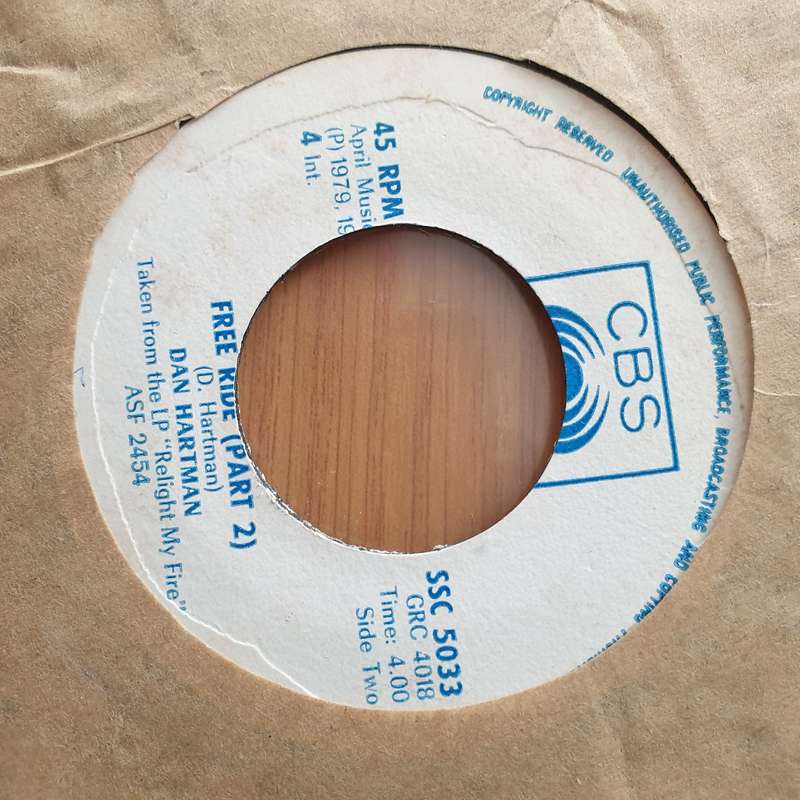 COPYRIGHT RESERVED UNAUTHORISED PUBLIC PERFORMANCE, BROADCASTING AND COPYING
CBS
45 RPM
April Music
(P) 1979, 19
4 Int.
SSC 5033
GRC 4018
Time: 4.00
Side Two
FREE RIDE (PART 2)
(D. Hartman)
DAN HARTMAN
Taken from the LP "Relight My Fire"
ASF 2454